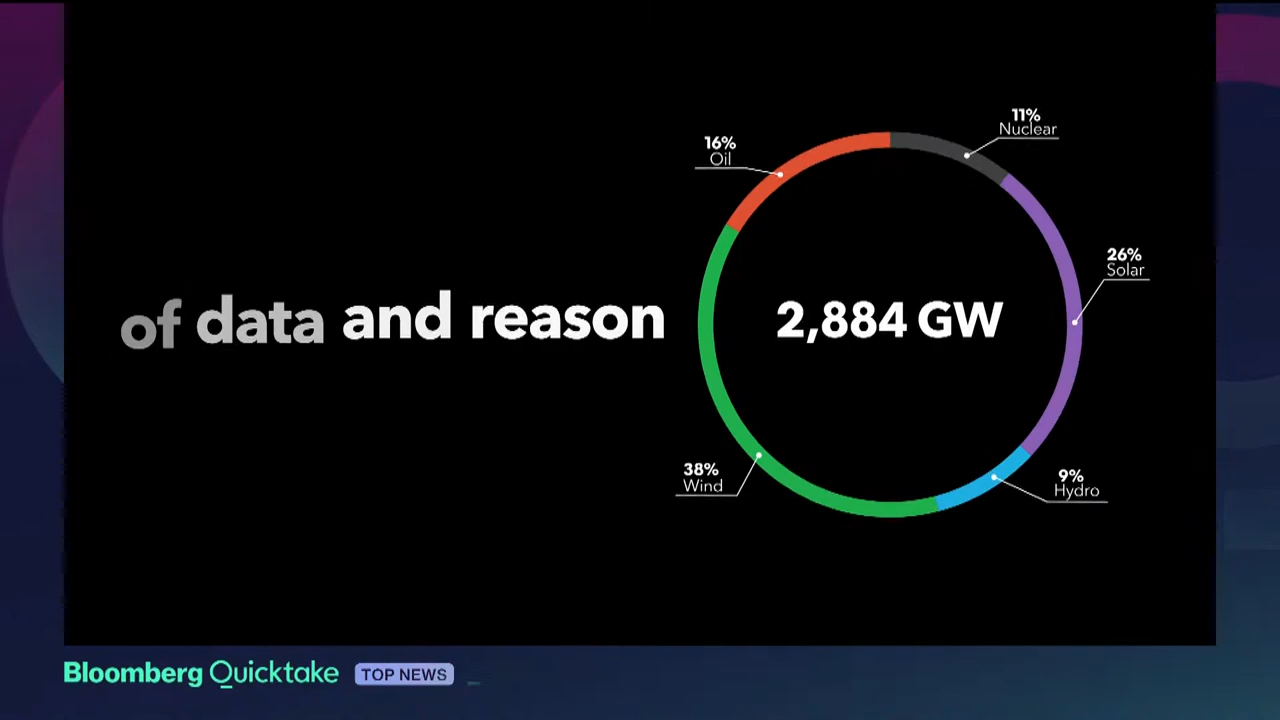 11%
Nuclear
16%
Oil
26%
Solar
of data and reason
2,884 GW
38%
Wind
9%
Hydro
Bloomberg Quicktake TOP NEWS